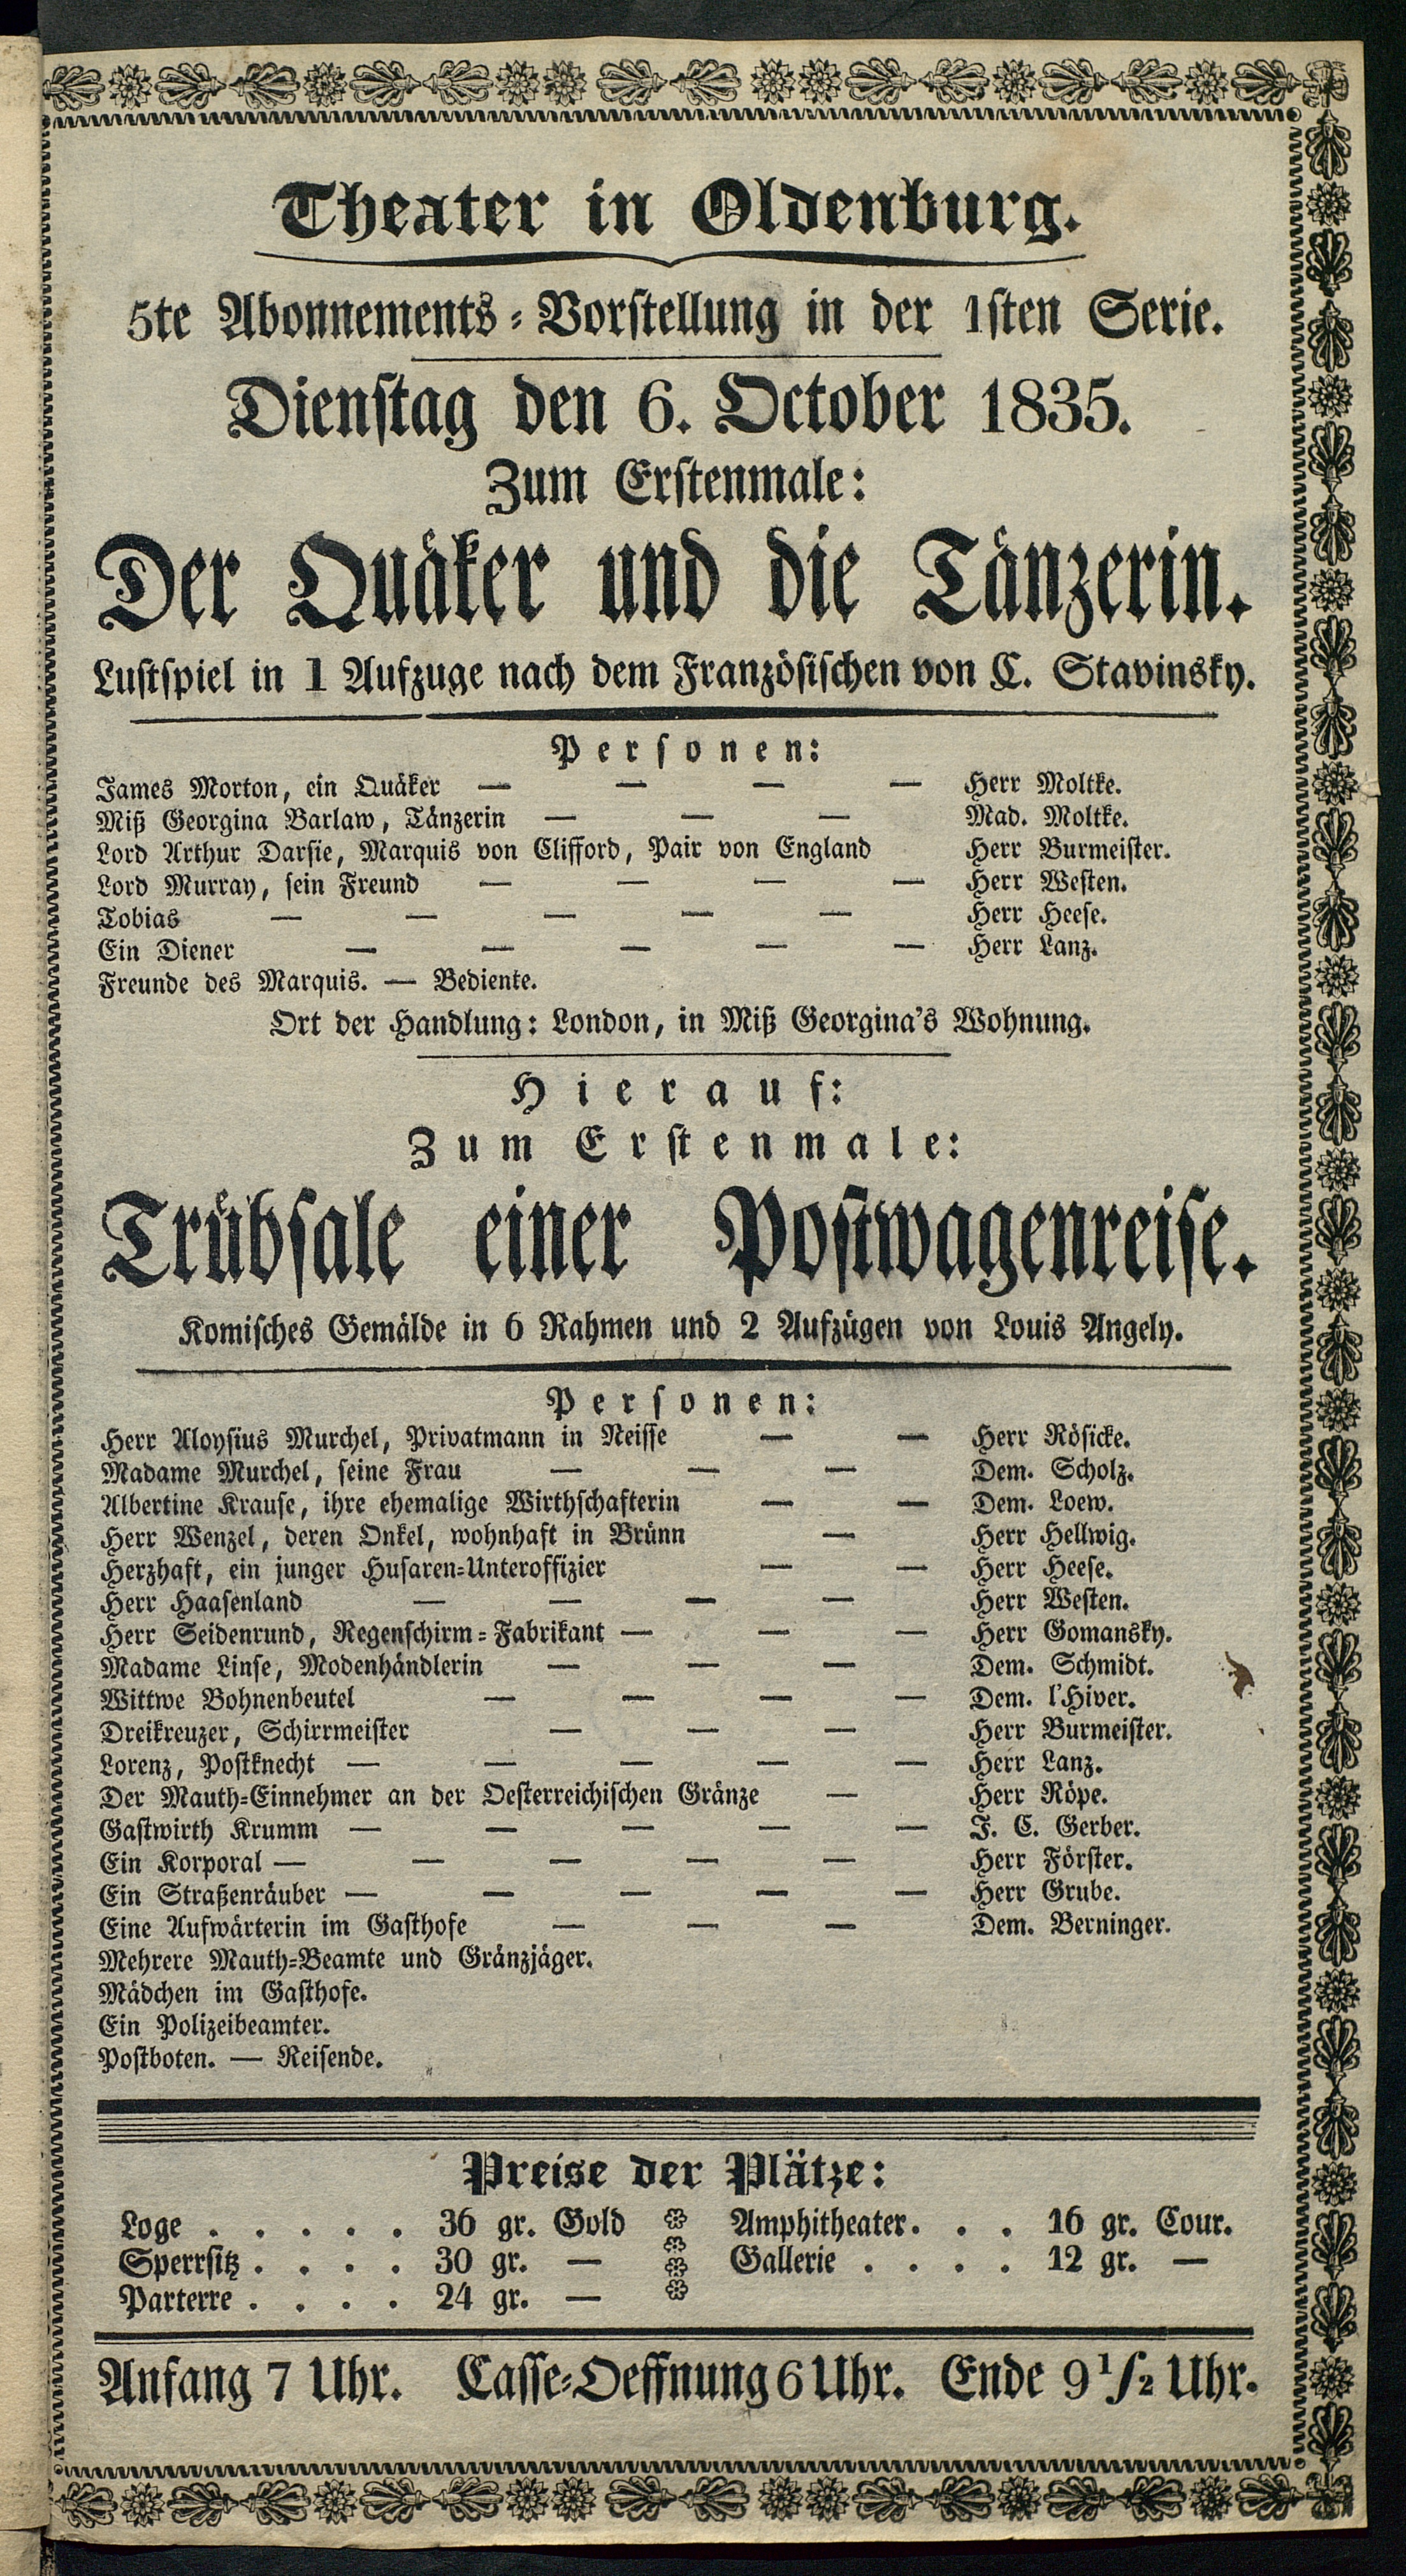 Theater in Oldenburg.
5te Abonnements-Vorstellung in der 1sten Serie.
Dienstag den 6. October 1835.
Zum Erstenmale:
Der Quäker und die Tänzerin.
Lustspiel in 1 Aufzuge nach dem Französischen von C. Stavinsky.
Personen:
James Morton, ein Quäker — — — — Herr Moltke.
Miß Georgina Barlaw, Tänzerin — — — Mad. Moltke.
Lord Arthur Darsie, Marquis von Clifford, Pair von England Herr Burmeister.
Lord Murray, sein Freund — — — — Herr Westen.
Tobias — — — — — Herr Heese.
Ein Diener — — — — — Herr Lanz.
Freunde des Marquis. — Bediente.
Ort der Handlung: London, in Miß Georgina's Wohnung.
Hierauf:
Zum Erstenmale:
Trübsale einer Postwagenreise.
Komisches Gemälde in 6 Rahmen und 2 Aufzügen von Louis Angely.
Personen:
Herr Aloysius Murchel, Privatmann in Neisse — — Herr Rösicke.
Madame Murchel, seine Frau — — — Dem. Scholz.
Albertine Krause, ihre ehemalige Wirthschafterin — — Dem. Loew.
Herr Wenzel, deren Onkel, wohnhaft in Brünn — Herr Hellwig.
Herzhaft, ein junger Husaren-Unteroffizier — — Herr Heese.
Herr Haasenland — — — — Herr Westen.
Herr Seidenrund, Regenschirm-Fabrikant — — — Herr Gomansky.
Madame Linse, Modenhändlerin — — — Dem. Schmidt.
Wittwe Bohnenbeutel — — — — Dem. l'Hiver.
Dreikreuzer, Schirrmeister — — — Herr Burmeister.
Lorenz, Postknecht — — — — — Herr Lanz.
Der Mauth-Einnehmer an der Oesterreichischen Gränze — Herr Röpe.
Gastwirth Krumm — — — — — J. C. Gerber.
Ein Korporal — — — — — Herr Förster.
Ein Straßenräuber — — — — — Herr Grube.
Eine Aufwärterin im Gasthofe — — — Dem. Berninger.
Mehrere Mauth-Beamte und Gränzjäger.
Mädchen im Gasthofe.
Ein Polizeibeamter.
Postboten. — Reisende.
Preise der Plätze:
Loge . . . . . 36 gr. Gold Amphitheater. . . 16 gr. Cour.
Sperrsitz . . . . 30 gr. — Gallerie . . . . 12 gr. —
Parterre . . . . 24 gr. —
Anfang 7 Uhr. Casse-Oeffnung 6 Uhr. Ende 9 1/2 Uhr.